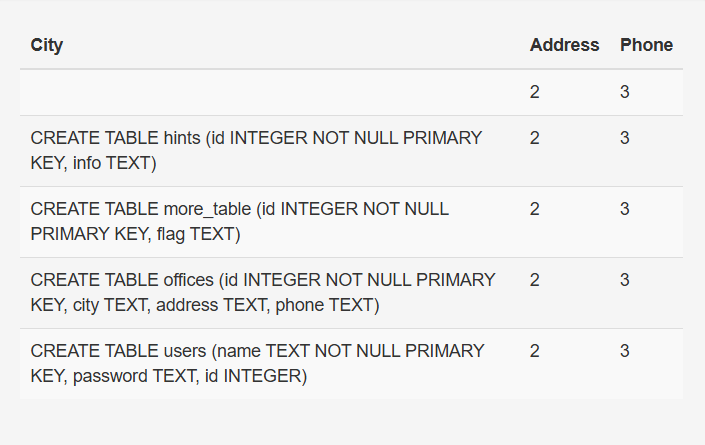 City Address Phone
2 3
CREATE TABLE hints (id INTEGER NOT NULL PRIMARY 2 3
KEY, info TEXT)
CREATE TABLE more_table (id INTEGER NOT NULL 2 3
PRIMARY KEY, flag TEXT)
CREATE TABLE offices (id INTEGER NOT NULL PRIMARY 2 3
KEY, city TEXT, address TEXT, phone TEXT)
CREATE TABLE users (name TEXT NOT NULL PRIMARY 2 3
KEY, password TEXT, id INTEGER)